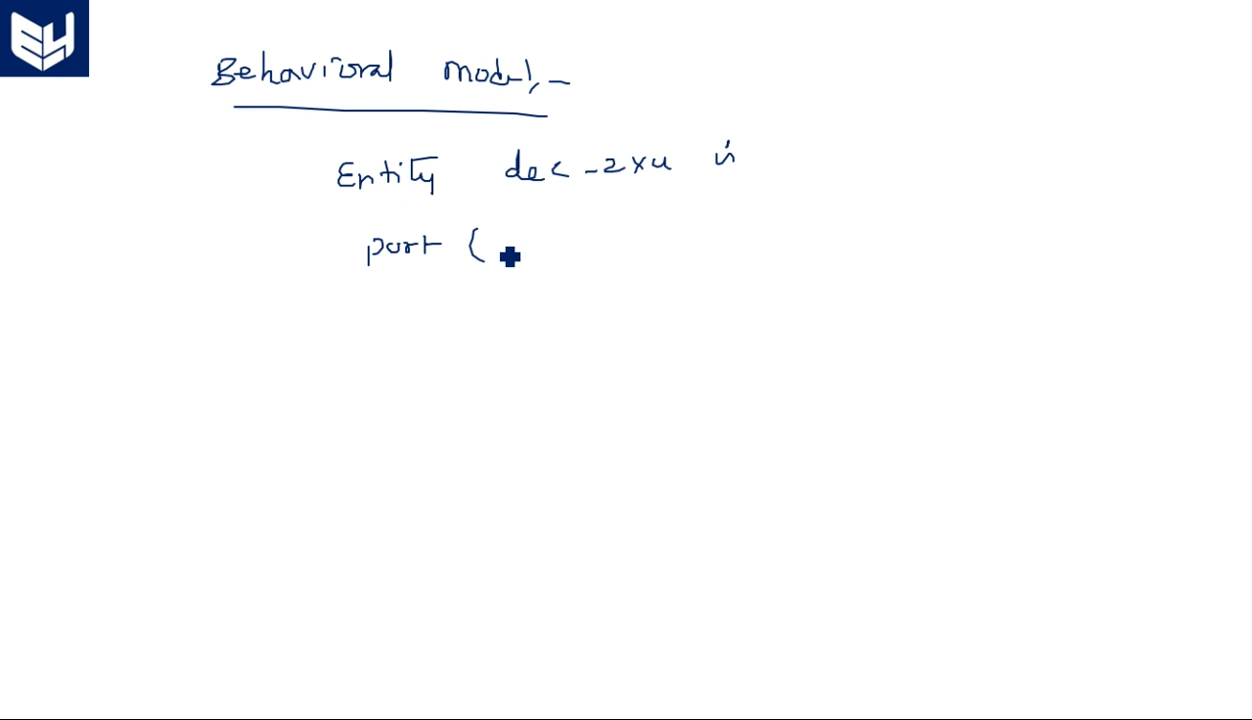 Behavioral model,-
Entity dec-2x4 is
port (